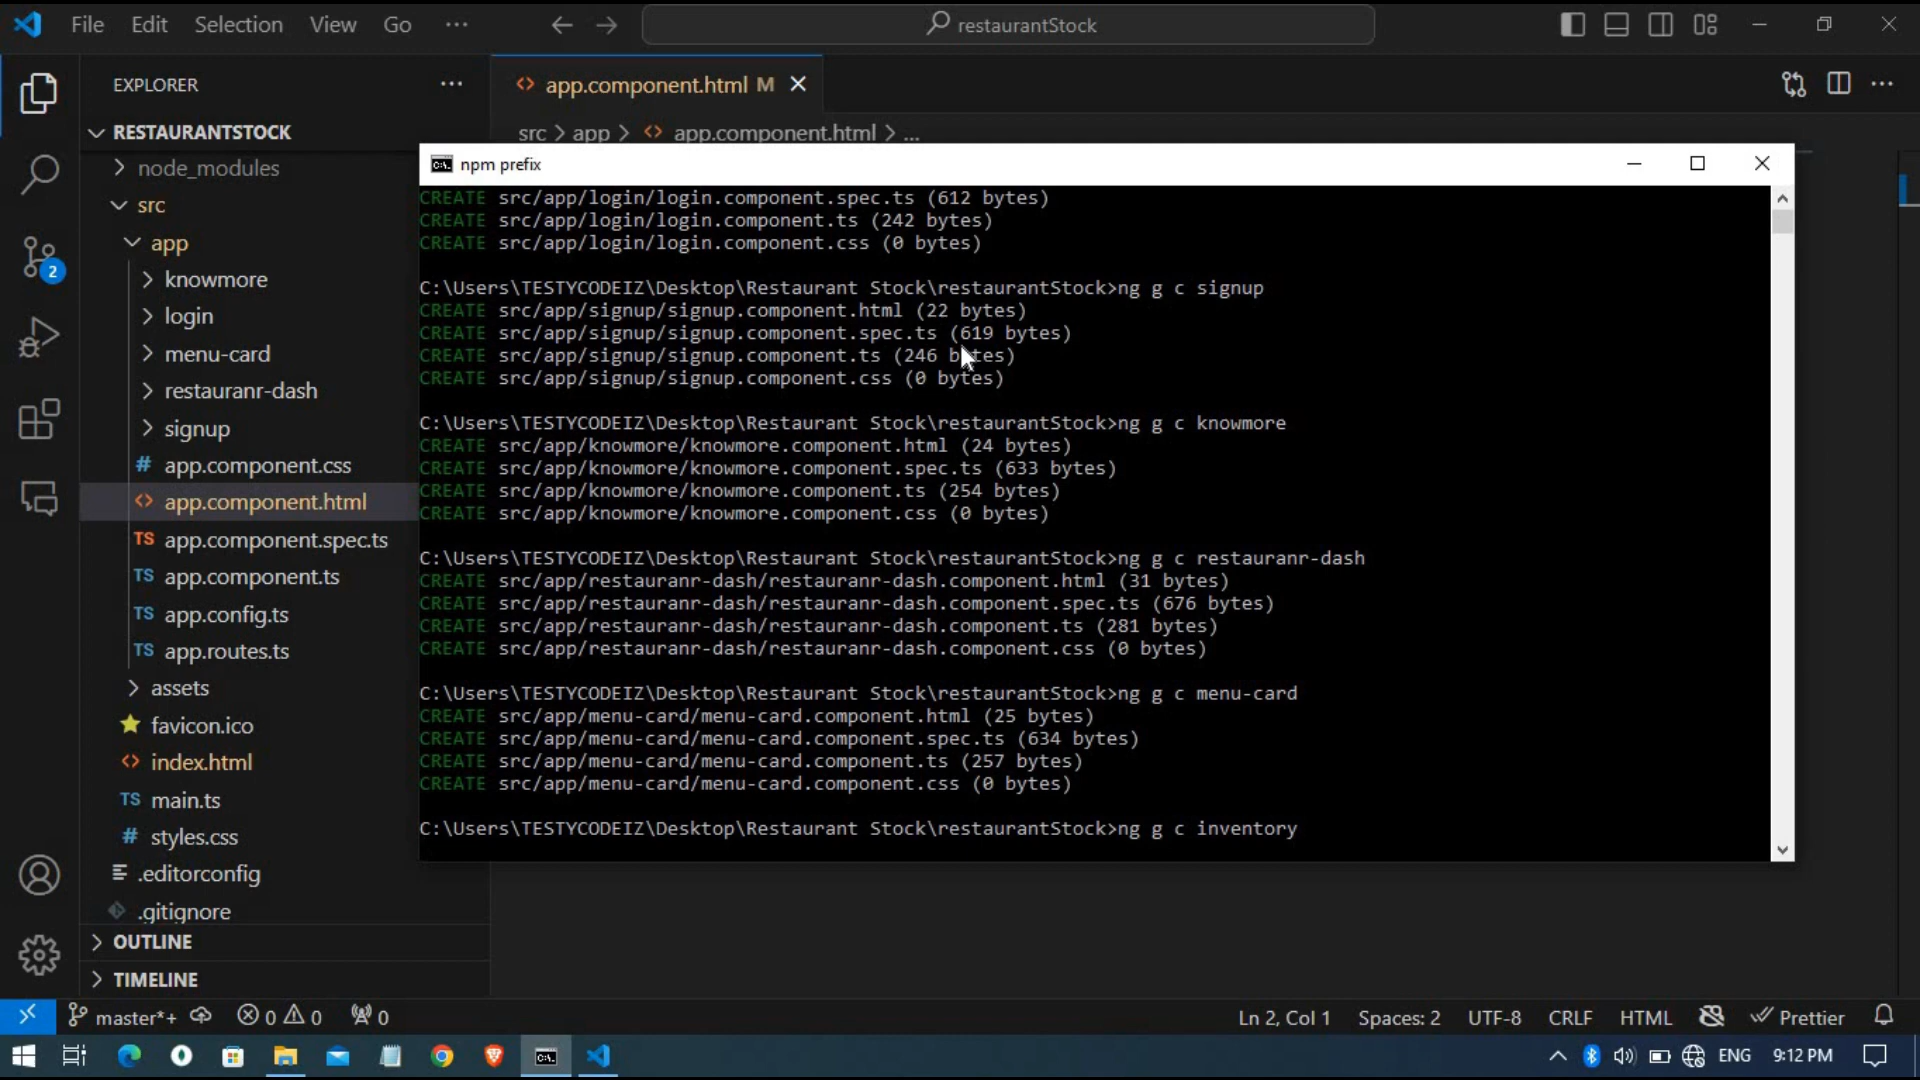 File Edit Selection View Go ···
restaurantStock
EXPLORER ···
app.component.html M
RESTAURANTSTOCK
src > app > app.component.html > ...
node_modules
src
app
knowmore
login
menu-card
restauranr-dash
signup
app.component.css
app.component.html
TS app.component.spec.ts
TS app.component.ts
TS app.config.ts
TS app.routes.ts
assets
favicon.ico
index.html
TS main.ts
# styles.css
.editorconfig
.gitignore
OUTLINE
TIMELINE
npm prefix
CREATE src/app/login/login.component.spec.ts (612 bytes)
CREATE src/app/login/login.component.ts (242 bytes)
CREATE src/app/login/login.component.css (0 bytes)
C:\Users\TESTYCODEIZ\Desktop\Restaurant Stock\restaurantStock>ng g c signup
CREATE src/app/signup/signup.component.html (22 bytes)
CREATE src/app/signup/signup.component.spec.ts (619 bytes)
CREATE src/app/signup/signup.component.ts (246 bytes)
CREATE src/app/signup/signup.component.css (0 bytes)
C:\Users\TESTYCODEIZ\Desktop\Restaurant Stock\restaurantStock>ng g c knowmore
CREATE src/app/knowmore/knowmore.component.html (24 bytes)
CREATE src/app/knowmore/knowmore.component.spec.ts (633 bytes)
CREATE src/app/knowmore/knowmore.component.ts (254 bytes)
CREATE src/app/knowmore/knowmore.component.css (0 bytes)
C:\Users\TESTYCODEIZ\Desktop\Restaurant Stock\restaurantStock>ng g c restauranr-dash
CREATE src/app/restauranr-dash/restauranr-dash.component.html (31 bytes)
CREATE src/app/restauranr-dash/restauranr-dash.component.spec.ts (676 bytes)
CREATE src/app/restauranr-dash/restauranr-dash.component.ts (281 bytes)
CREATE src/app/restauranr-dash/restauranr-dash.component.css (0 bytes)
C:\Users\TESTYCODEIZ\Desktop\Restaurant Stock\restaurantStock>ng g c menu-card
CREATE src/app/menu-card/menu-card.component.html (25 bytes)
CREATE src/app/menu-card/menu-card.component.spec.ts (634 bytes)
CREATE src/app/menu-card/menu-card.component.ts (257 bytes)
CREATE src/app/menu-card/menu-card.component.css (0 bytes)
C:\Users\TESTYCODEIZ\Desktop\Restaurant Stock\restaurantStock>ng g c inventory
2
master*+ 0 0 0 Ln 2, Col 1 Spaces: 2 UTF-8 CRLF HTML Prettier
ENG 9:12 PM